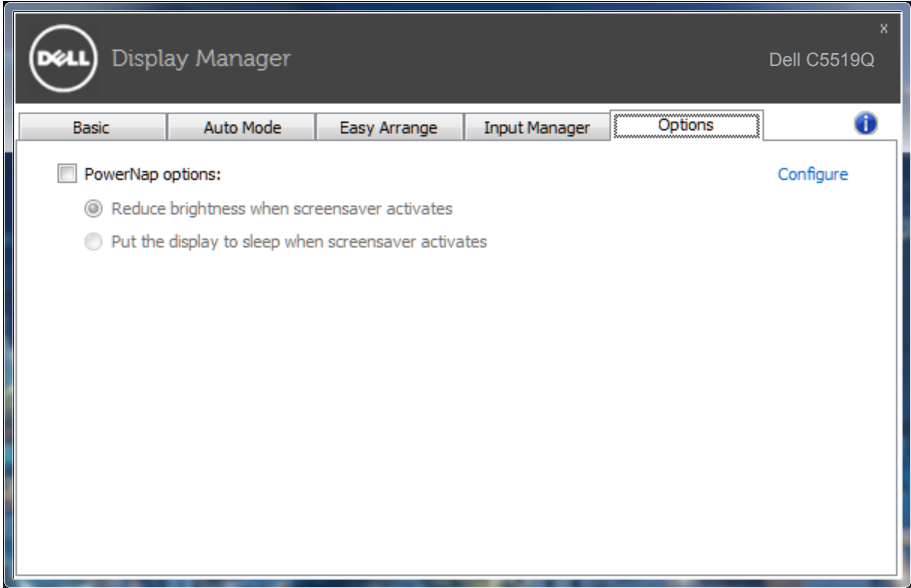 x
DELL Display Manager
Dell C5519Q
Basic Auto Mode Easy Arrange Input Manager Options i
PowerNap options: Configure
Reduce brightness when screensaver activates
Put the display to sleep when screensaver activates